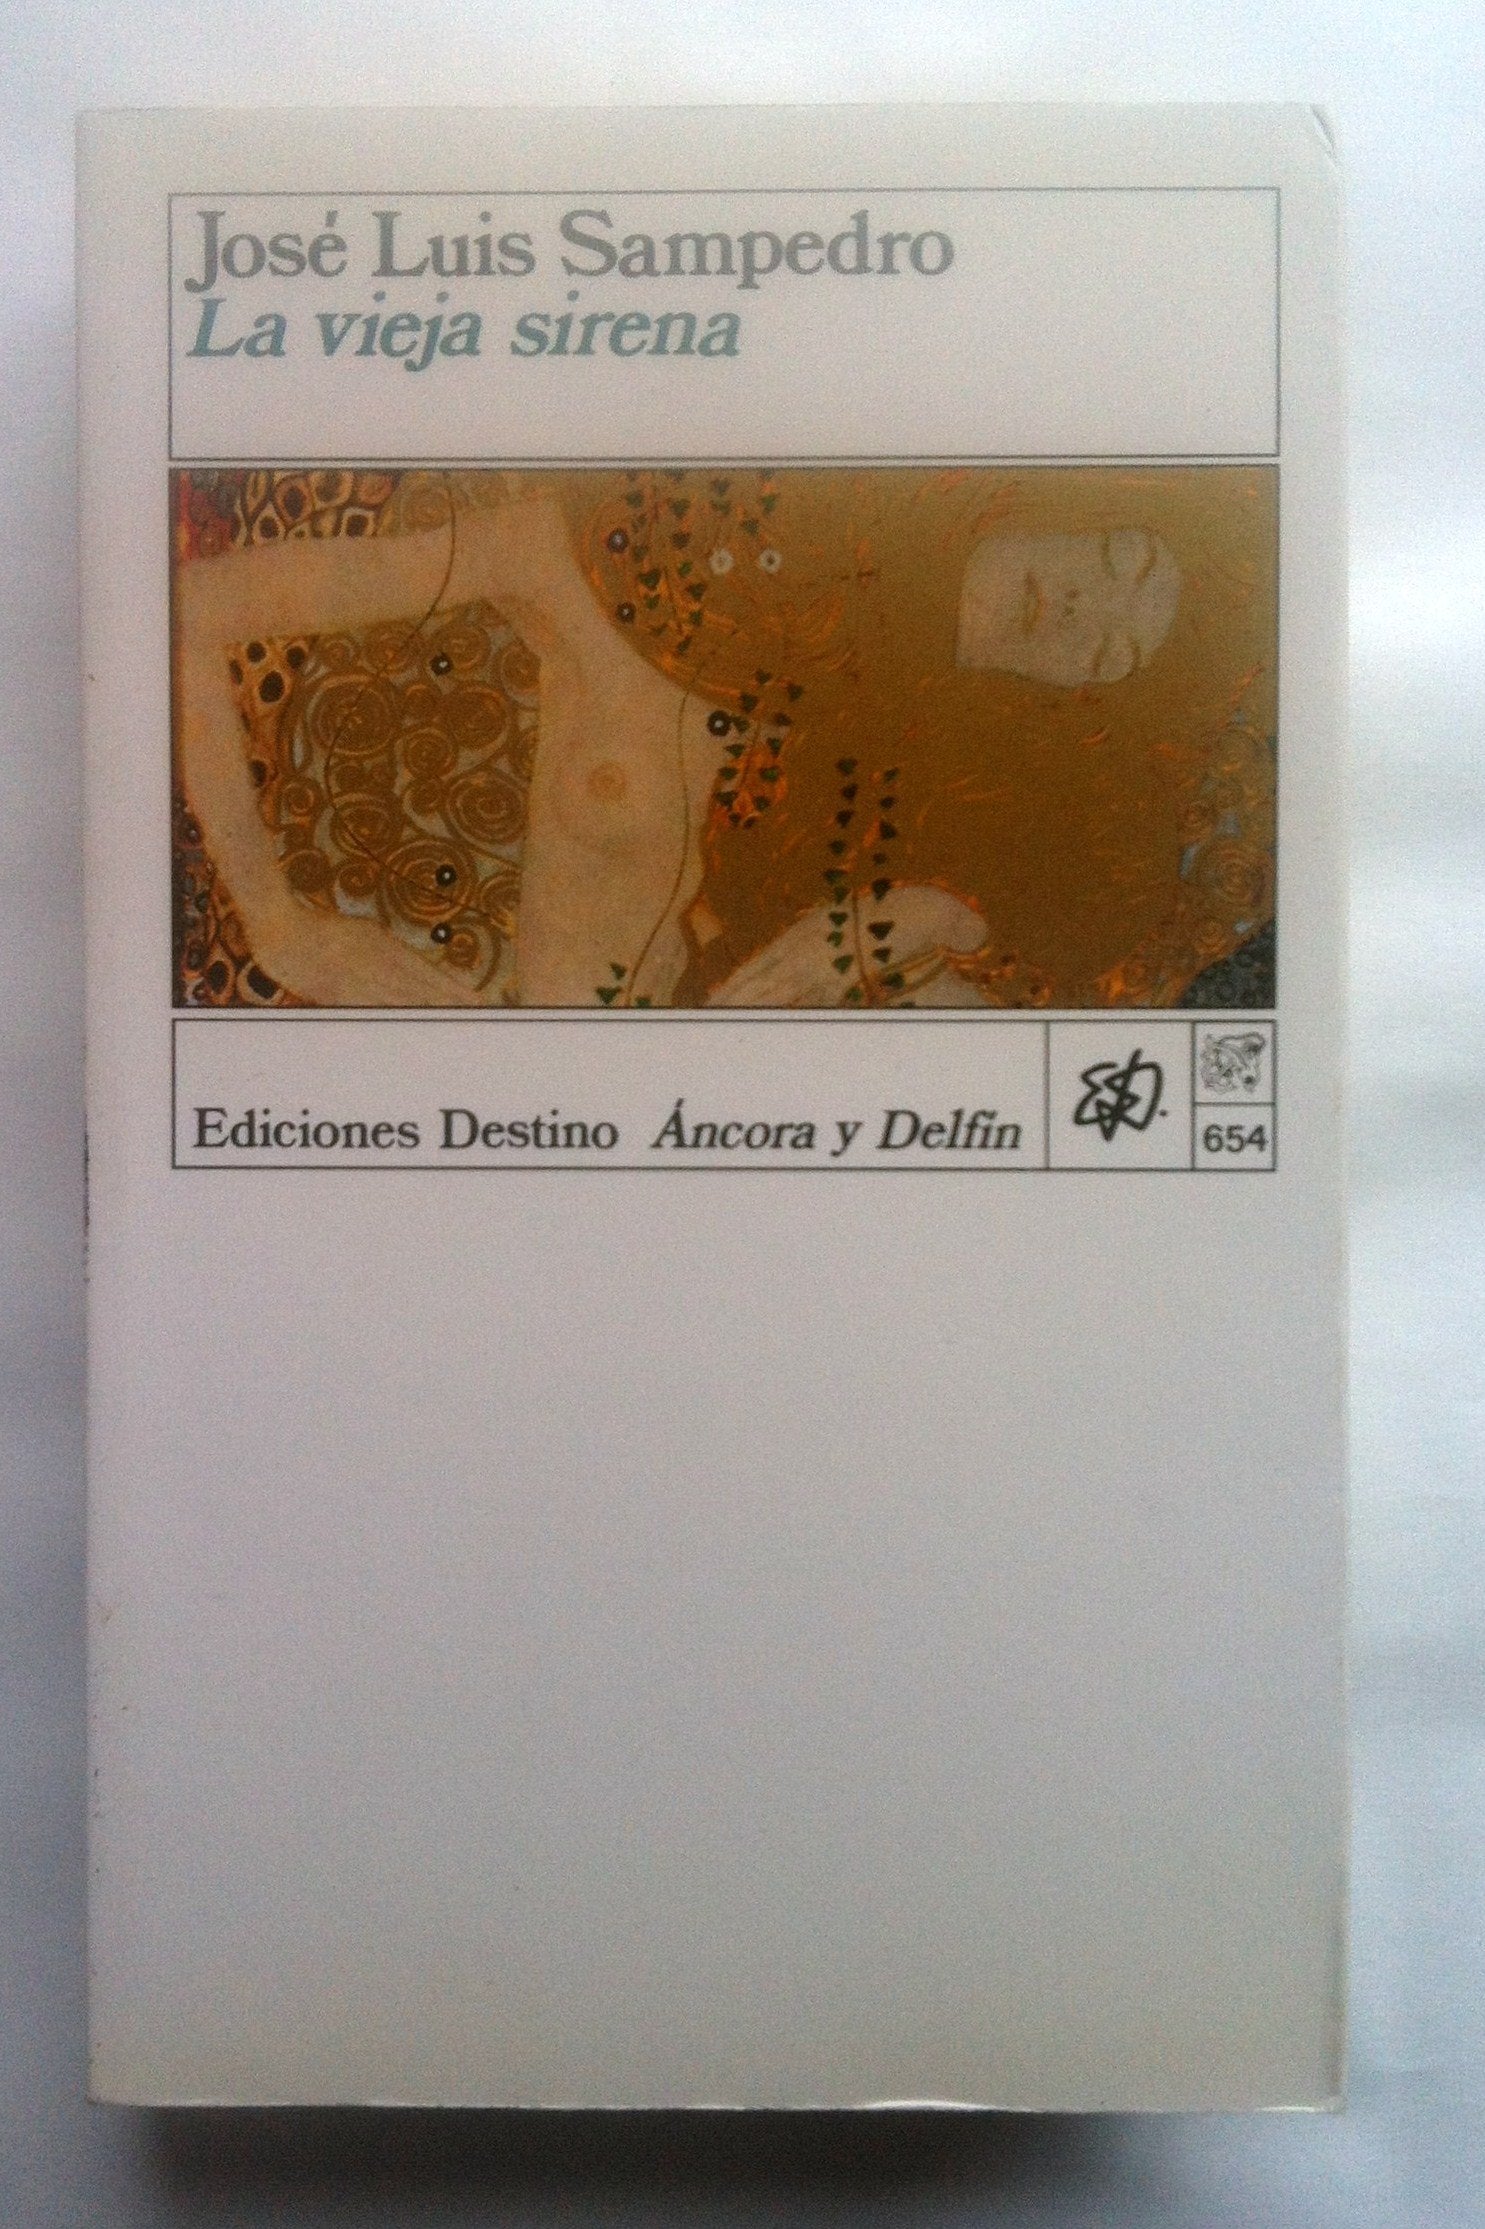 José Luis Sampedro
La vieja sirena
Ediciones Destino Áncora y Delfín
654